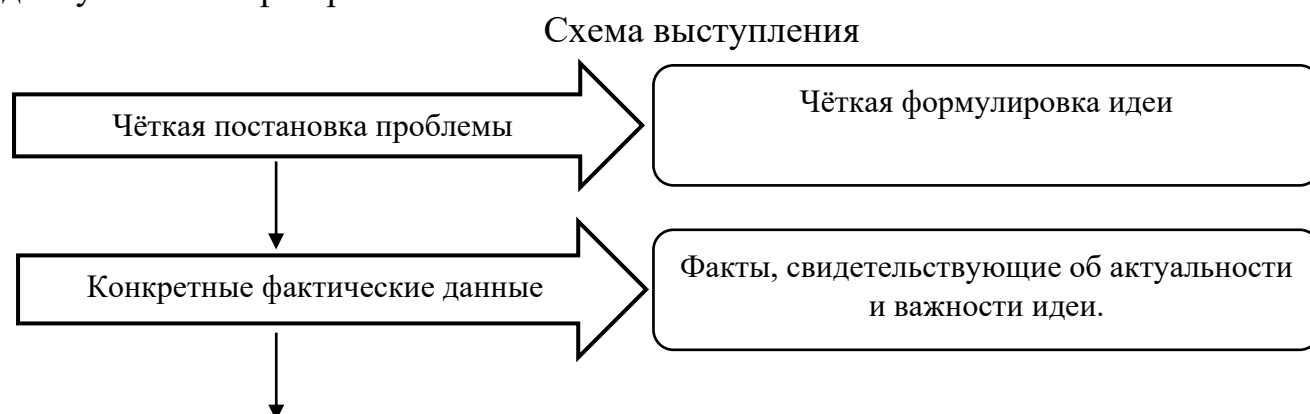 Схема выступления
Чёткая постановка проблемы
Чёткая формулировка идеи
Конкретные фактические данные
Факты, свидетельствующие об актуальности
и важности идеи.